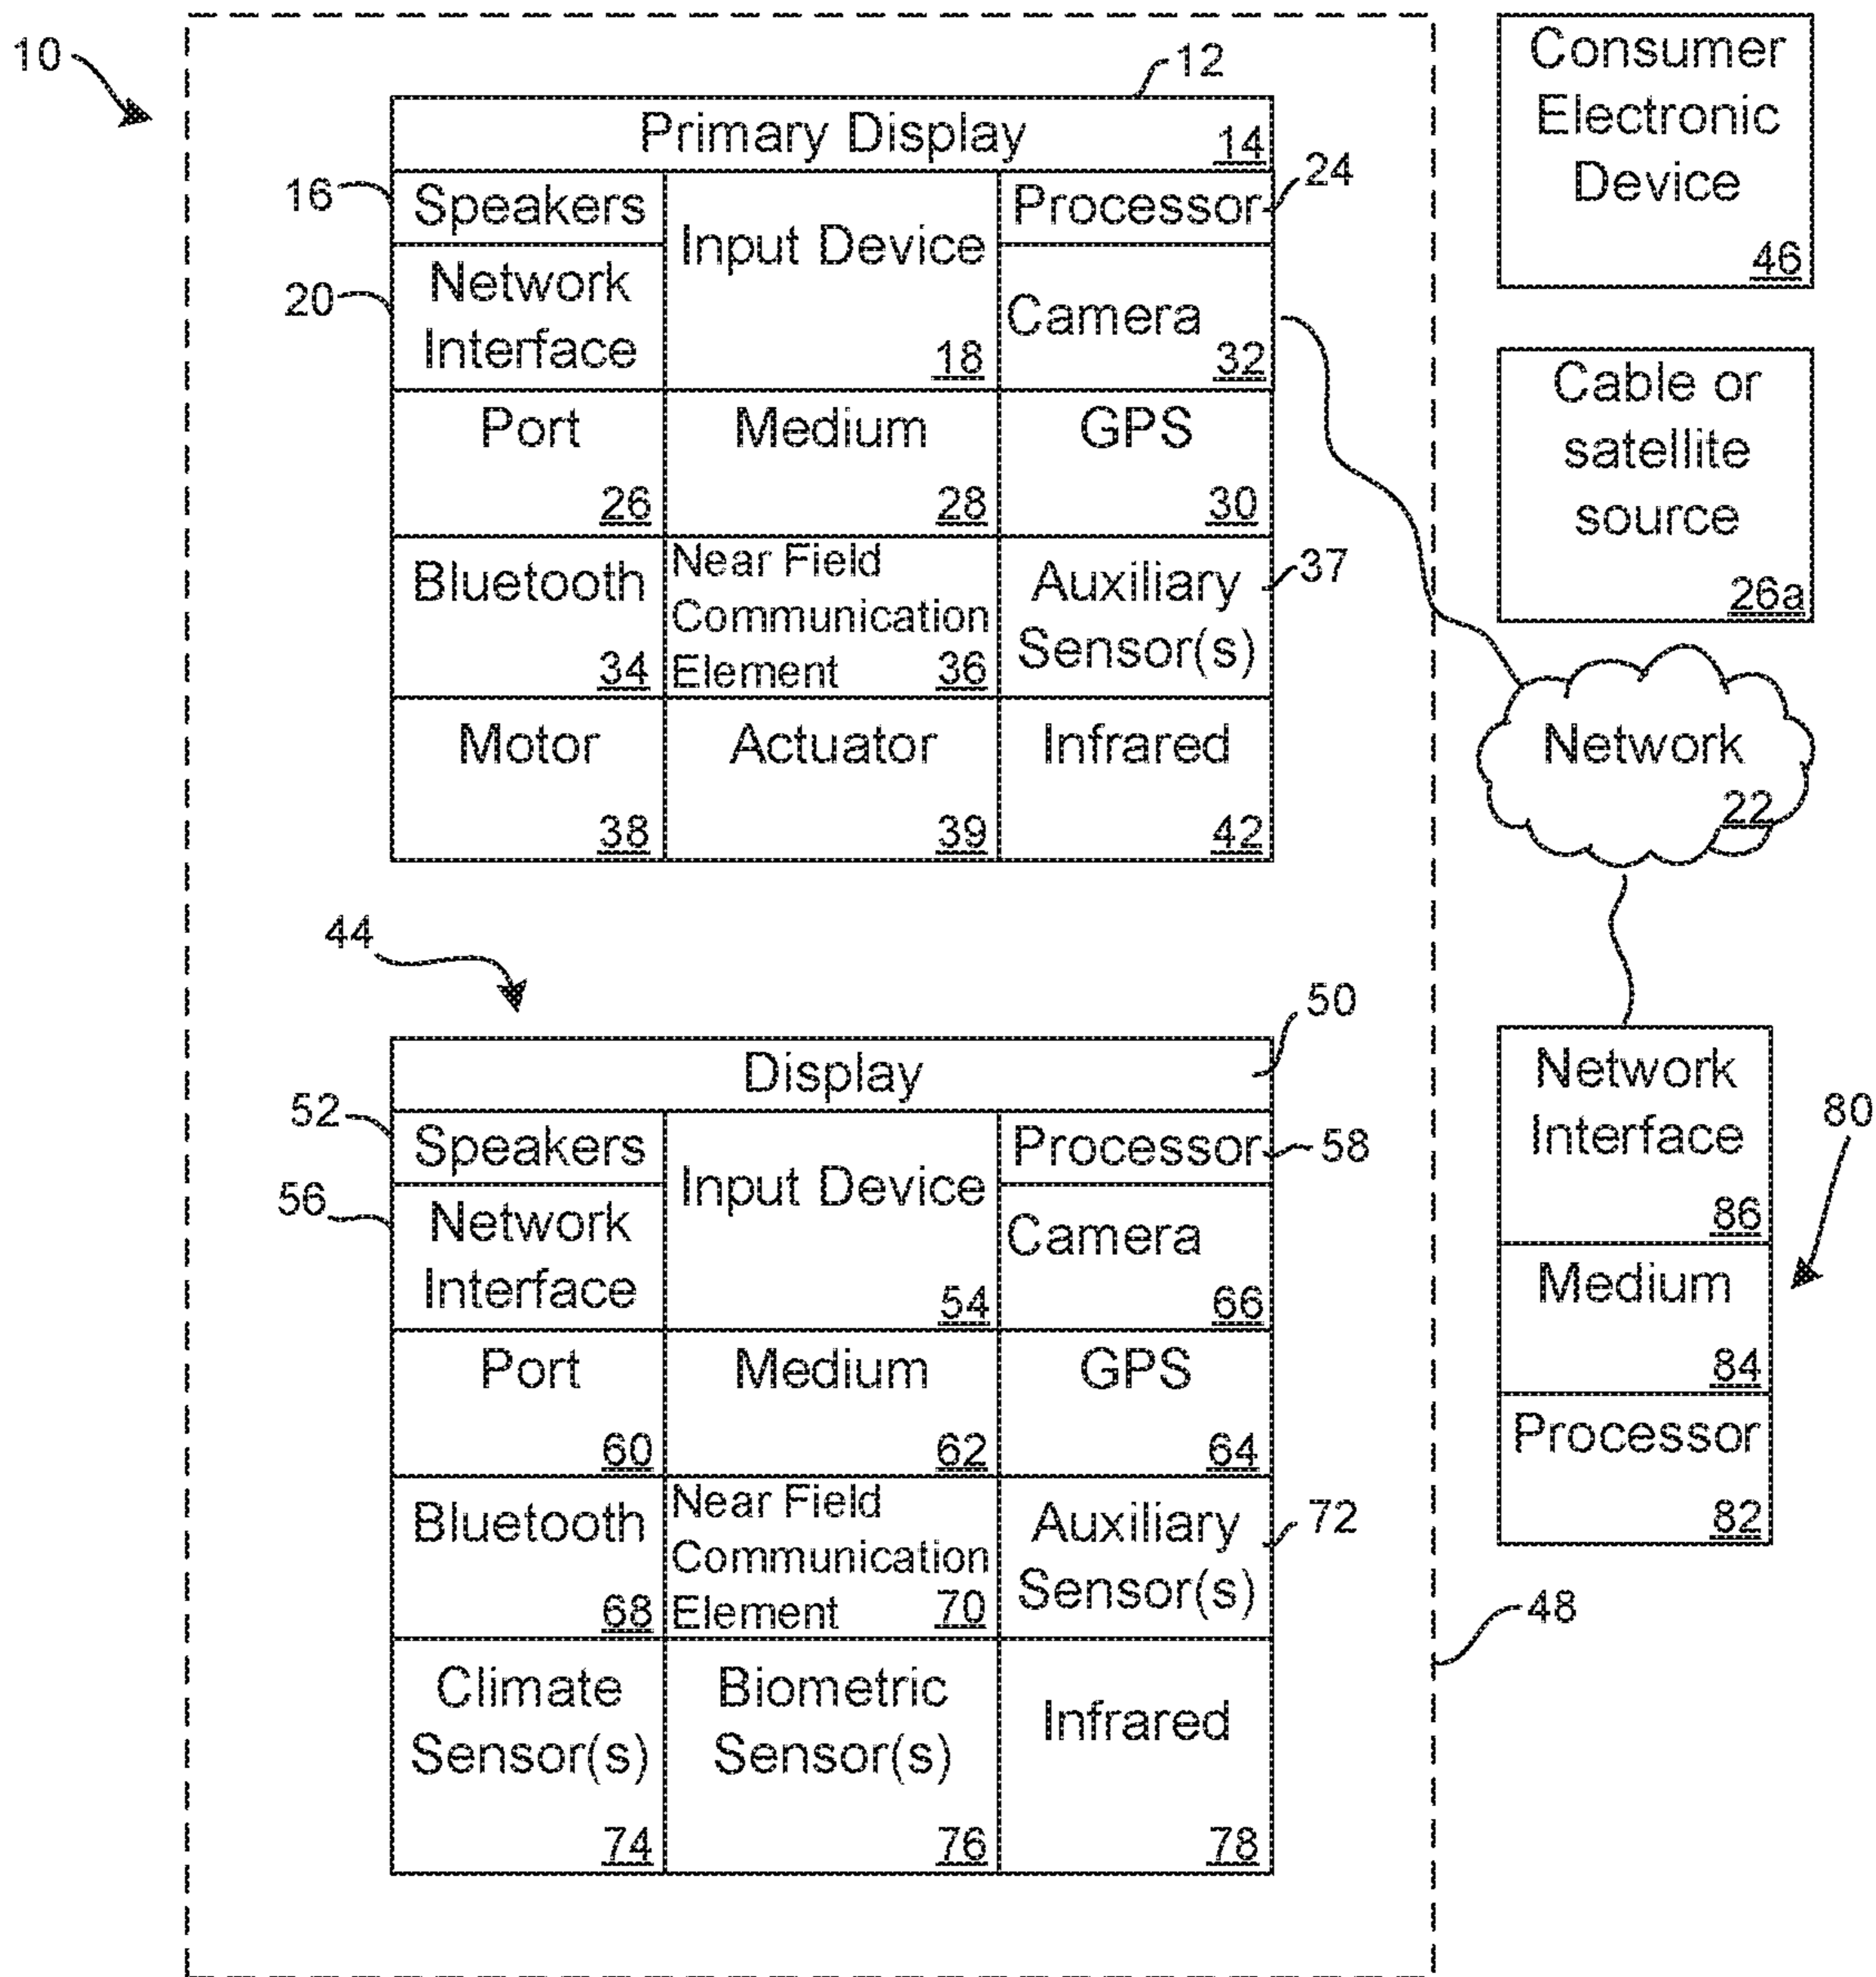 10
12
Primary Display
14
16
Speakers
Input Device
18
Processor
24
20
Network
Interface
Camera
32
Port
26
Medium
28
GPS
30
Bluetooth
34
Near Field
Communication
Element
36
Auxiliary
Sensor(s)
37
Motor
38
Actuator
39
Infrared
42
Consumer
Electronic
Device
46
Cable or
satellite
source
26a
Network
22
44
50
Display
52
Speakers
Input Device
54
Processor
58
56
Network
Interface
Camera
66
Port
60
Medium
62
GPS
64
Bluetooth
68
Near Field
Communication
Element
70
Auxiliary
Sensor(s)
72
Climate
Sensor(s)
74
Biometric
Sensor(s)
76
Infrared
78
Network
Interface
86
80
Medium
84
Processor
82
48